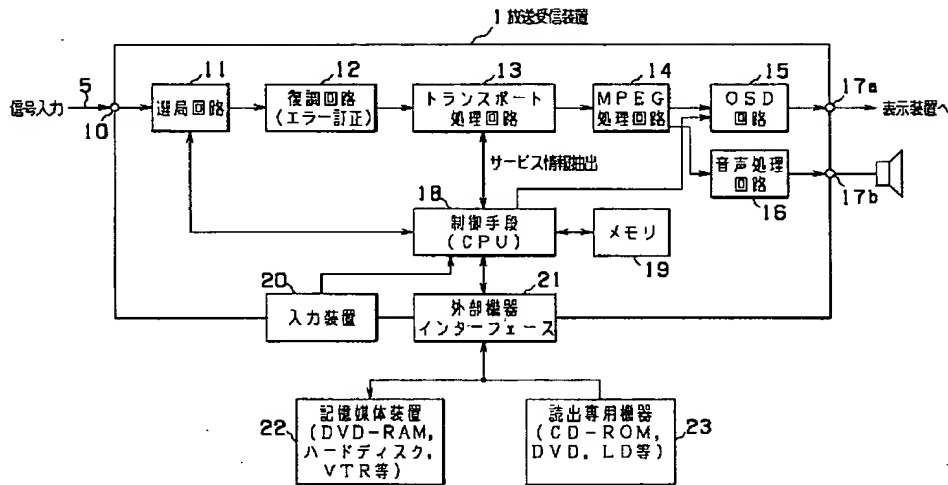 1 放送受信装置
11
12
13
14
15
17a
信号入力
5
10
選局回路
復調回路
(エラー訂正)
トランスポート
処理回路
MPEG
処理回路
OSD
回路
表示装置へ
サービス情報抽出
音声処理
回路
16
17b
18
制御手段
(CPU)
メモリ
19
20
入力装置
21
外部機器
インターフェース
22
記憶媒体装置
(DVD-RAM,
ハードディスク,
VTR等)
読出専用機器
(CD-ROM,
DVD, LD等)
23